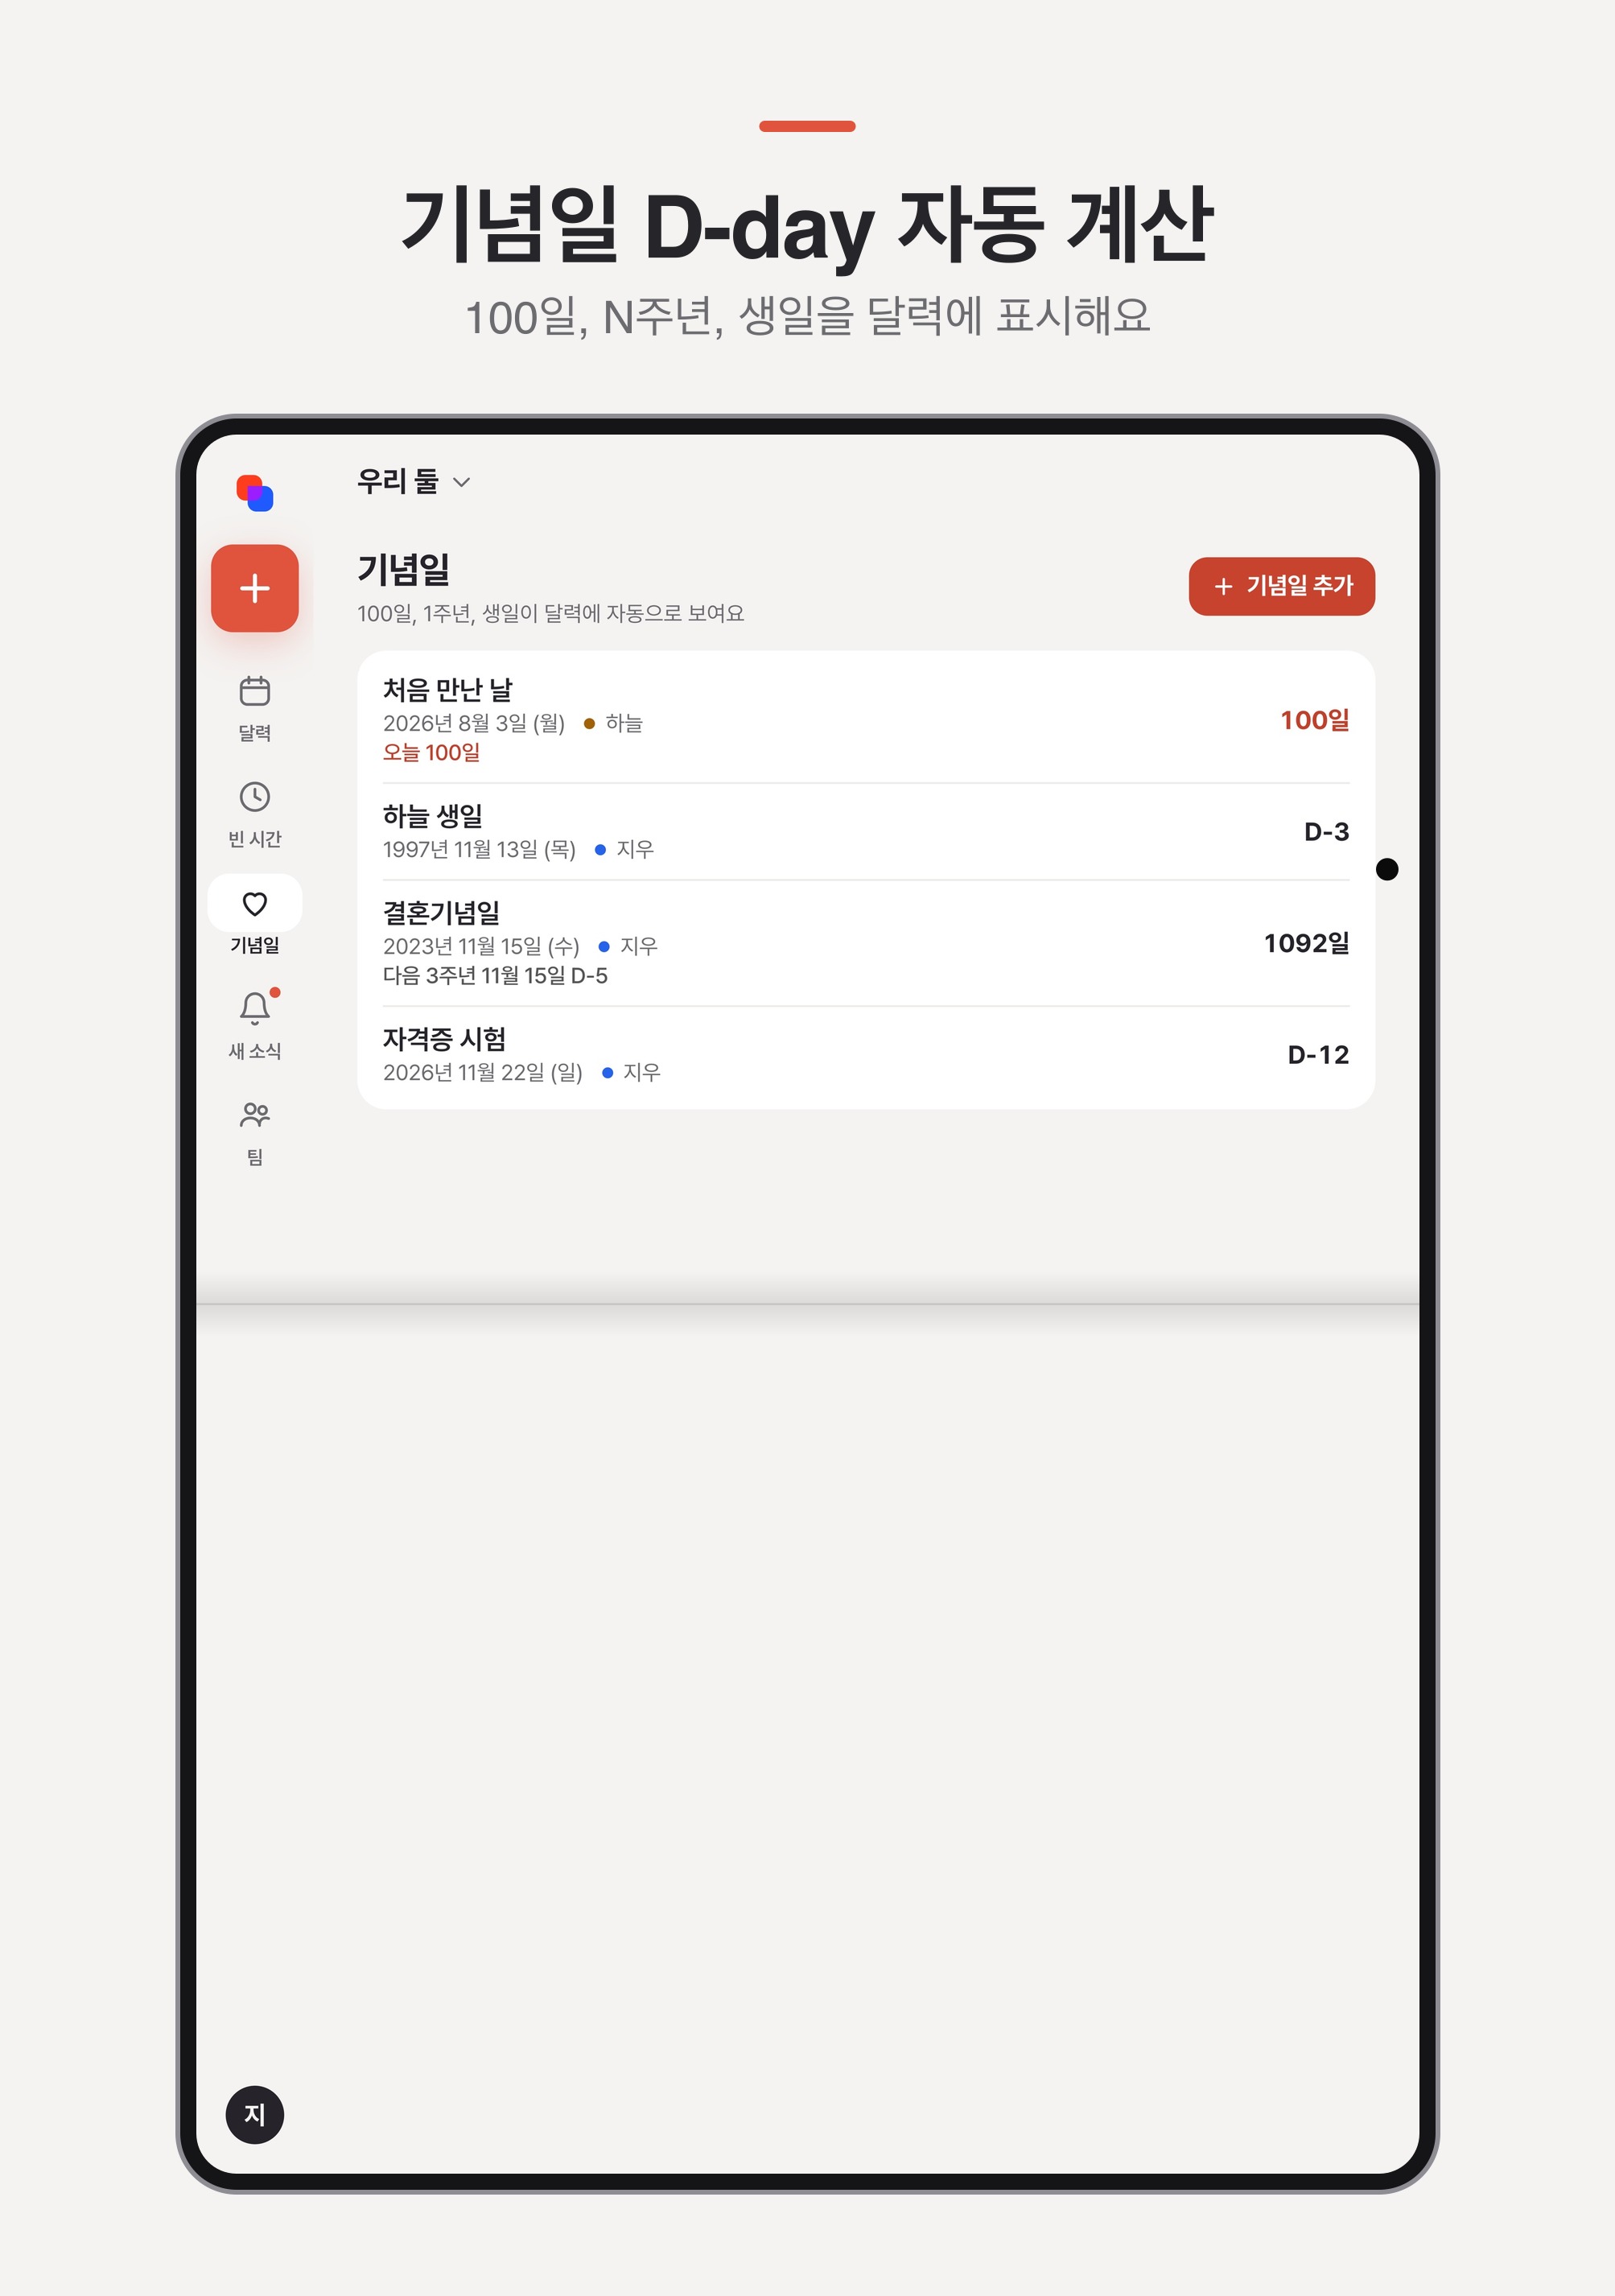 기념일 D-day 자동 계산
100일, N주년, 생일을 달력에 표시해요
우리 둘
기념일
100일, 1주년, 생일이 달력에 자동으로 보여요
+ 기념일 추가
달력
빈 시간
기념일
새 소식
팀
처음 만난 날
2026년 8월 3일 (월) 하늘
오늘 100일
100일
하늘 생일
1997년 11월 13일 (목) 지우
D-3
결혼기념일
2023년 11월 15일 (수) 지우
다음 3주년 11월 15일 D-5
1092일
자격증 시험
2026년 11월 22일 (일) 지우
D-12
지